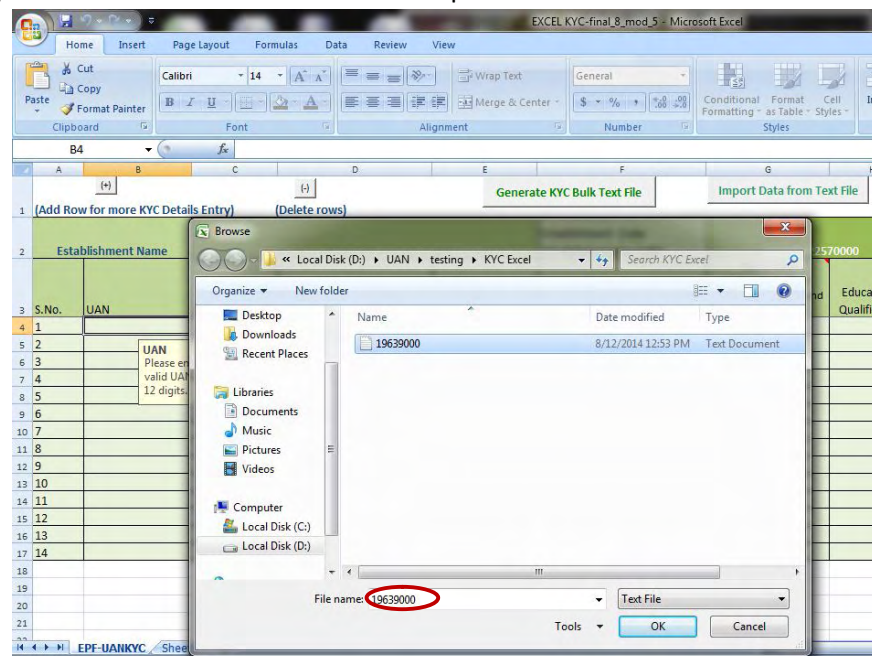 EXCEL KYC-final_8_mod_5 - Microsoft Excel
Home Insert Page Layout Formulas Data Review View
Cut
Copy
Format Painter
Paste
Calibri 14
B I U
Wrap Text
Merge & Center
General
$ % ,
Conditional Formatting Format as Table Cell Styles
Clipboard Font Alignment Number Styles
B4 fx
A B C D E F G
(+) (-) Generate KYC Bulk Text File Import Data from Text File
1 (Add Row for more KYC Details Entry) (Delete rows)
2 Establishment Name 2570000
3 S.No. UAN
Educa
Qualifi
4 1
5 2
6 3
7 4
8 5
9 6
10 7
11 8
12 9
13 10
14 11
15 12
16 13
17 14
18
19
20
21
UAN
Please en
valid UAN
12 digits.
Browse
« Local Disk (D:) UAN testing KYC Excel Search KYC Excel
Organize New folder
Desktop
Downloads
Recent Places
Libraries
Documents
Music
Pictures
Videos
Computer
Local Disk (C:)
Local Disk (D:)
Name Date modified Type
19639000 8/12/2014 12:53 PM Text Document
File name: 19639000 Text File
Tools OK Cancel
EPF-UANKYC Shee